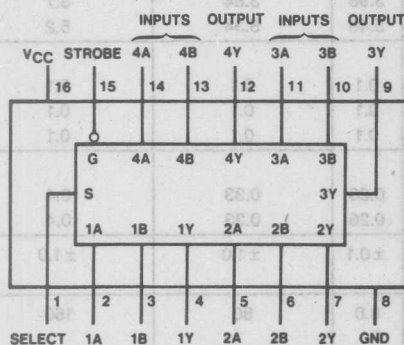 INPUTS OUTPUT INPUTS OUTPUT
VCC STROBE 4A 4B 4Y 3A 3B 3Y
16 15 14 13 12 11 10 9
G 4A 4B 4Y 3A 3B
S 3Y
1A 1B 1Y 2A 2B 2Y
1 2 3 4 5 6 7 8
SELECT 1A 1B 1Y 2A 2B 2Y GND